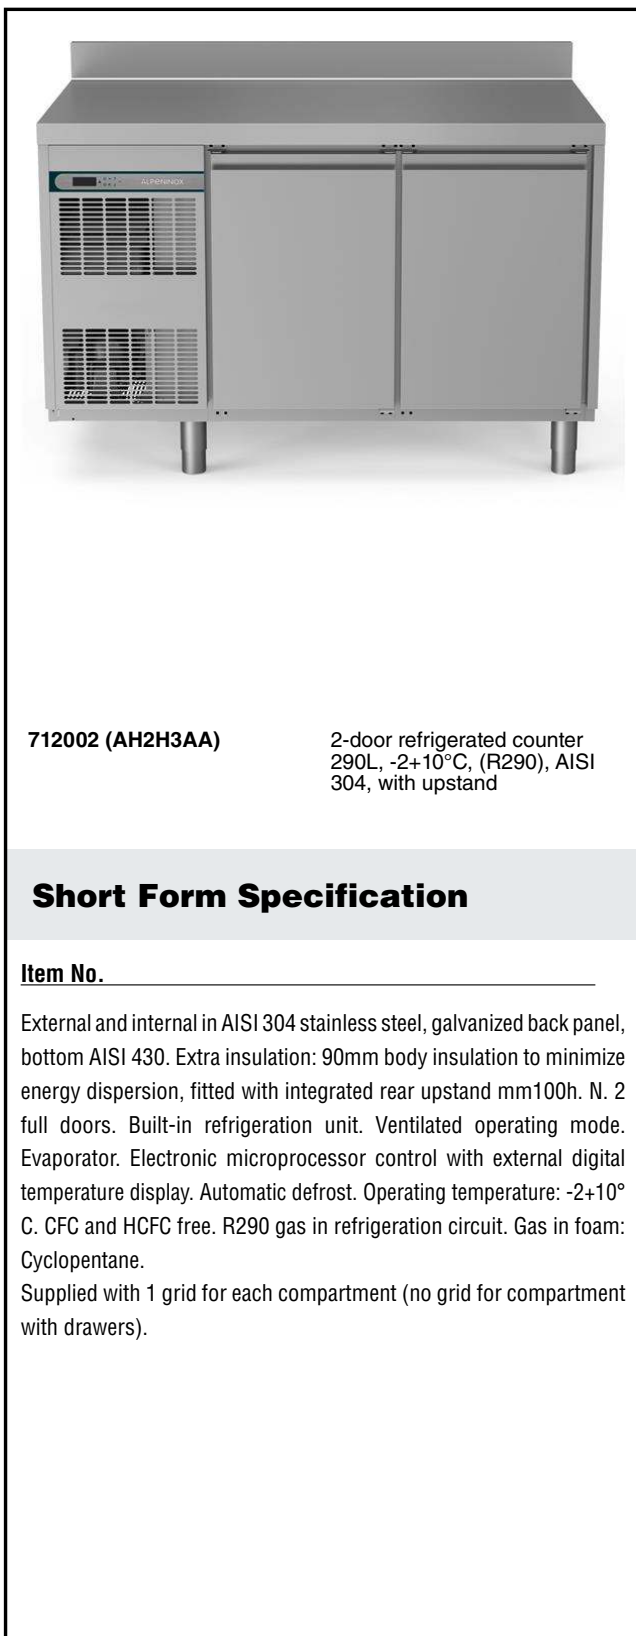 ALPENINOX
712002 (AH2H3AA)
2-door refrigerated counter
290L, -2+10°C, (R290), AISI
304, with upstand
Short Form Specification
Item No.
External and internal in AISI 304 stainless steel, galvanized back panel,
bottom AISI 430. Extra insulation: 90mm body insulation to minimize
energy dispersion, fitted with integrated rear upstand mm100h. N. 2
full doors. Built-in refrigeration unit. Ventilated operating mode.
Evaporator. Electronic microprocessor control with external digital
temperature display. Automatic defrost. Operating temperature: -2+10°
C. CFC and HCFC free. R290 gas in refrigeration circuit. Gas in foam:
Cyclopentane.
Supplied with 1 grid for each compartment (no grid for compartment
with drawers).